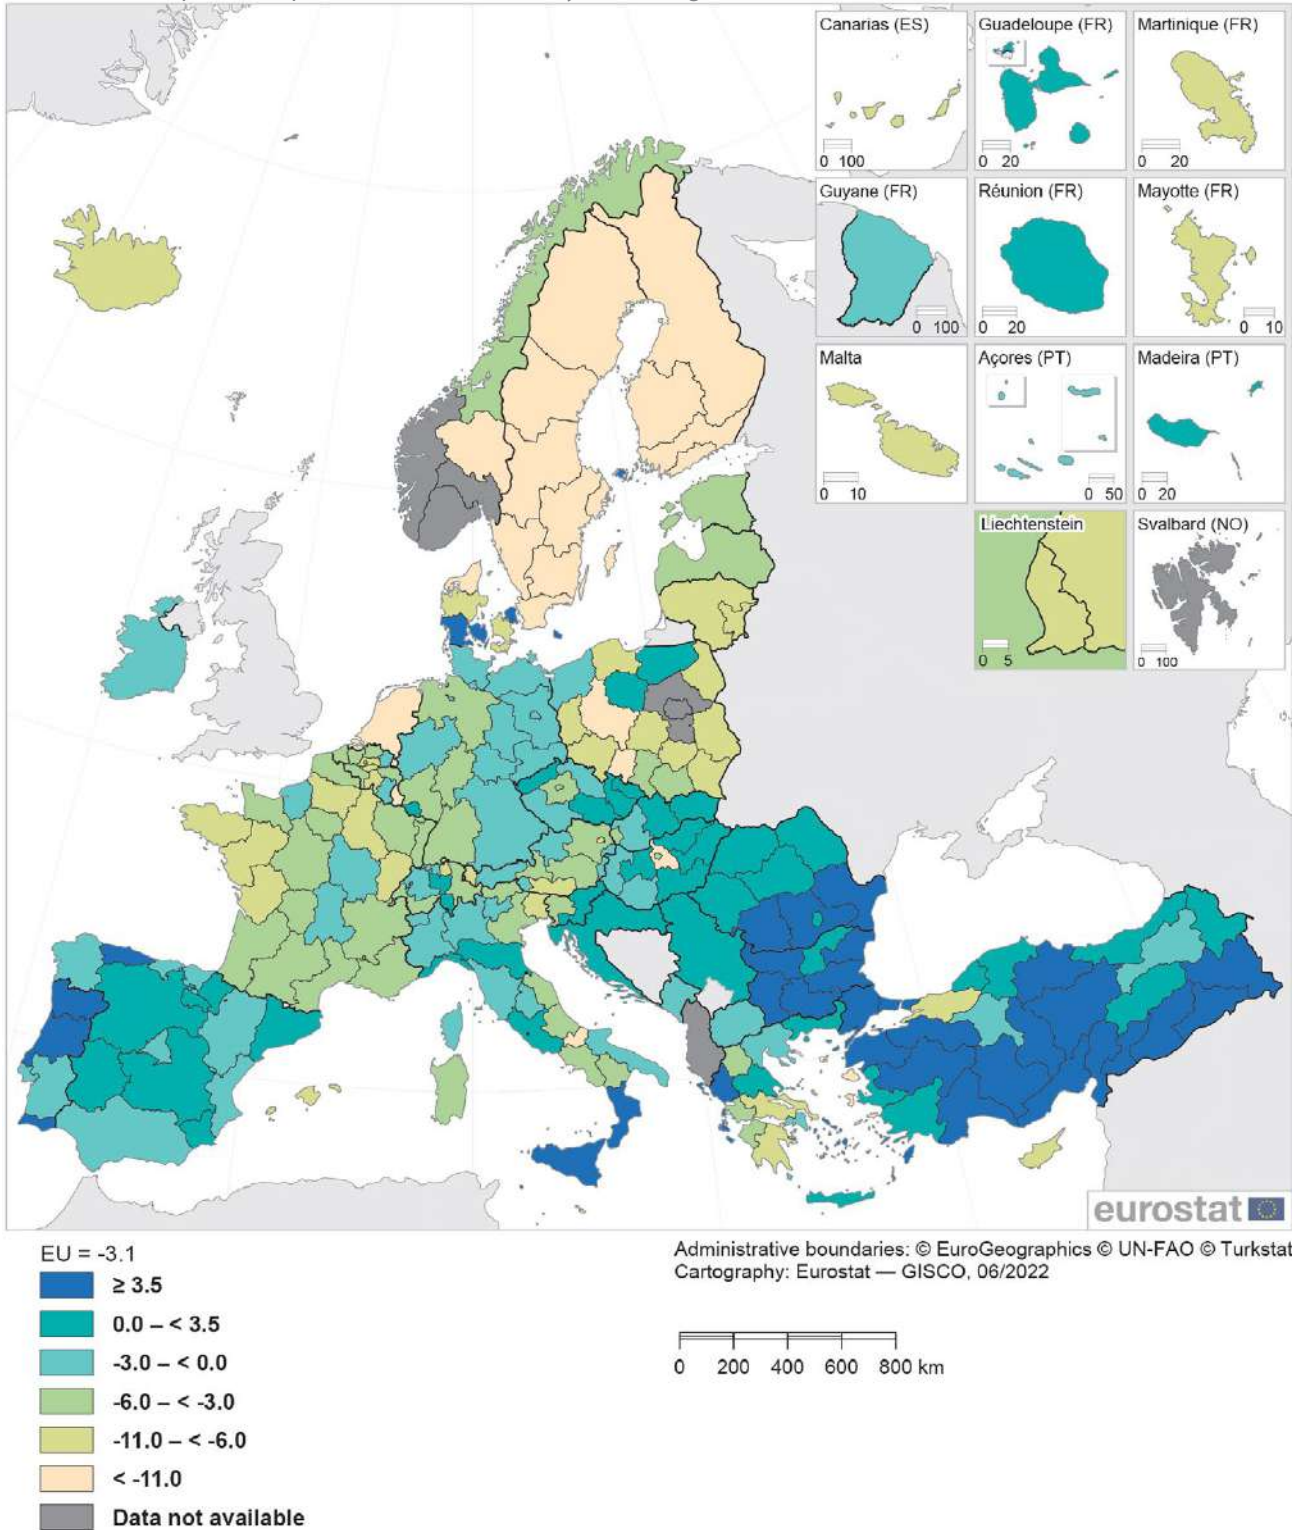 Canarias (ES)
0 100
Guadeloupe (FR)
0 20
Martinique (FR)
0 20
Guyane (FR)
0 100
Réunion (FR)
0 20
Mayotte (FR)
0 10
Malta
0 10
Açores (PT)
0 50
Madeira (PT)
0 20
Liechtenstein
0 5
Svalbard (NO)
0 100
eurostat
EU = -3.1
≥ 3.5
0.0 – < 3.5
-3.0 – < 0.0
-6.0 – < -3.0
-11.0 – < -6.0
< -11.0
Data not available
Administrative boundaries: © EuroGeographics © UN-FAO © Turkstat
Cartography: Eurostat — GISCO, 06/2022
0 200 400 600 800 km